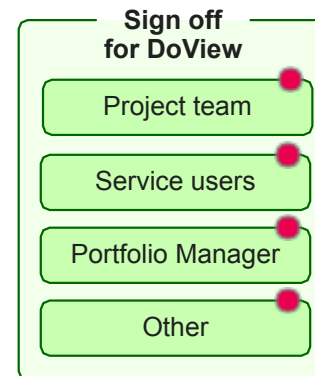 Sign off
for DoView
Project team
Service users
Portfolio Manager
Other